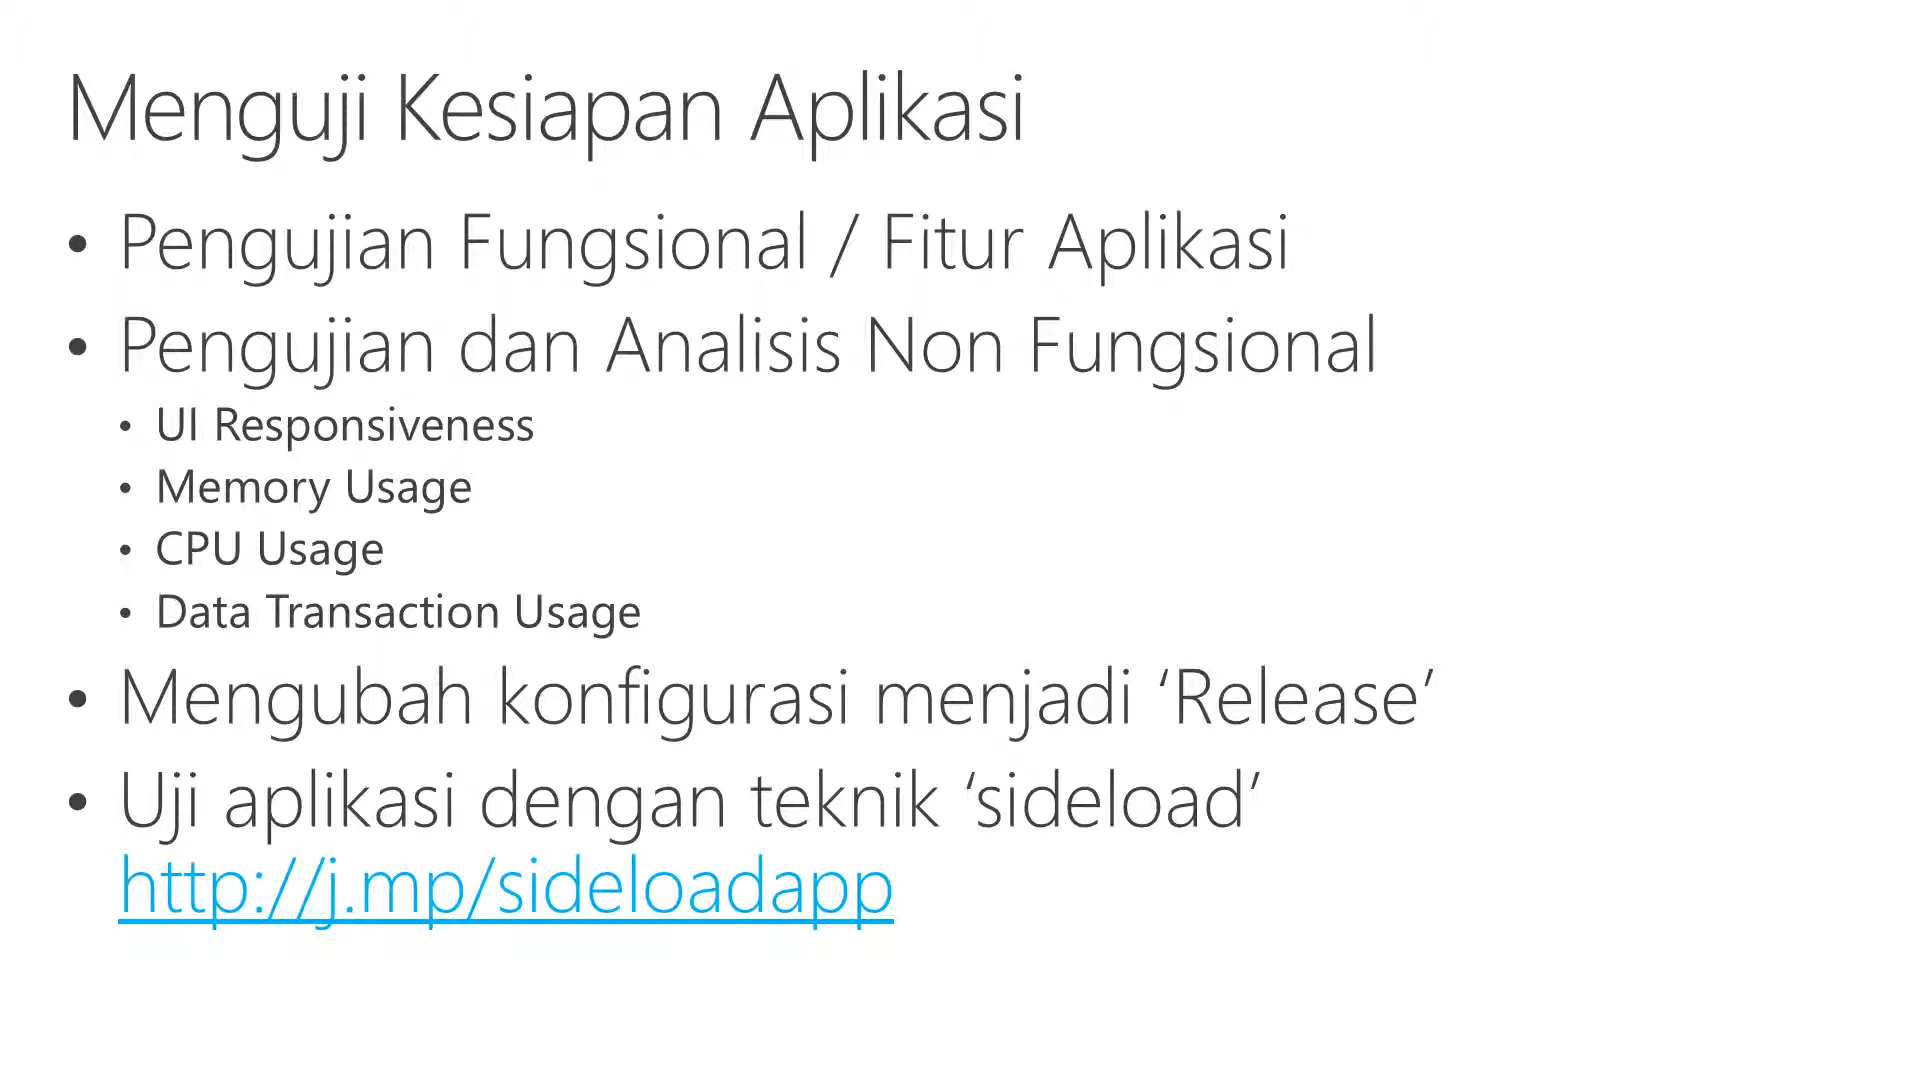 Menguji Kesiapan Aplikasi
• Pengujian Fungsional / Fitur Aplikasi
• Pengujian dan Analisis Non Fungsional
• UI Responsiveness
• Memory Usage
• CPU Usage
• Data Transaction Usage
• Mengubah konfigurasi menjadi ‘Release’
• Uji aplikasi dengan teknik ‘sideload’
http://j.mp/sideloadapp